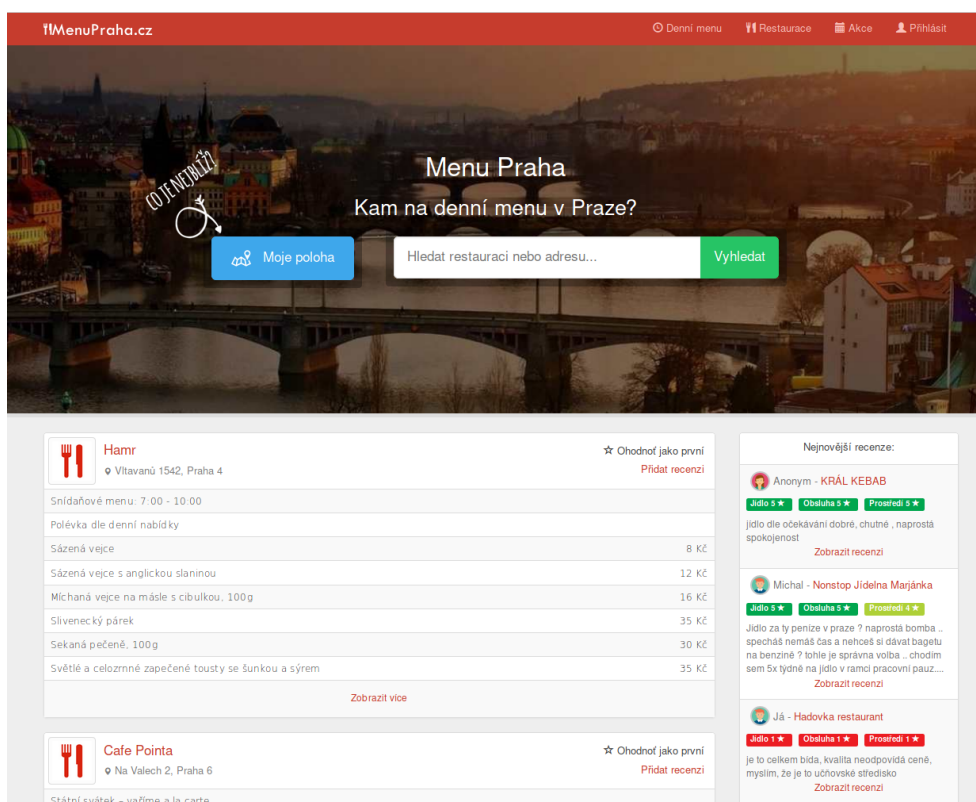 MenuPraha.cz
Denní menu
Restaurace
Akce
Přihlásit
CO JE NEJBLÍŽ?
Menu Praha
Kam na denní menu v Praze?
Moje poloha
Hledat restauraci nebo adresu...
Vyhledat
Hamr
Ohodnoť jako první
Vltavanů 1542, Praha 4
Přidat recenzi
Snídaňové menu: 7:00 - 10:00
Polévka dle denní nabídky
Sázená vejce 8 Kč
Sázená vejce s anglickou slaninou 12 Kč
Míchaná vejce na másle s cibulkou, 100g 16 Kč
Slivenecký párek 35 Kč
Sekaná pečeně, 100g 30 Kč
Světlé a celozrnné zapečené tousty se šunkou a sýrem 35 Kč
Zobrazit více
Cafe Pointa
Ohodnoť jako první
Na Valech 2, Praha 6
Přidat recenzi
Státní svátek – vaříme a la carte
Nejnovější recenze:
Anonym - KRÁL KEBAB
Jídlo 5 ★ Obsluha 5 ★ Prostředí 5 ★
jídlo dle očekávání dobré, chutné , naprostá
spokojenost
Zobrazit recenzi
Michal - Nonstop Jídelna Marjánka
Jídlo 5 ★ Obsluha 5 ★ Prostředí 4 ★
Jídlo za ty peníze v praze ? naprostá bomba ..
specháš nemáš čas a nehceš si dávat bagetu
na benzíně ? tohle je správna volba .. chodim
sem 5x týdně na jídlo v ramci pracovní pauz....
Zobrazit recenzi
Já - Hadovka restaurant
Jídlo 1 ★ Obsluha 1 ★ Prostředí 1 ★
je to celkem bída, kvalita neodpovídá ceně,
myslím, že je to učňovské středisko
Zobrazit recenzi